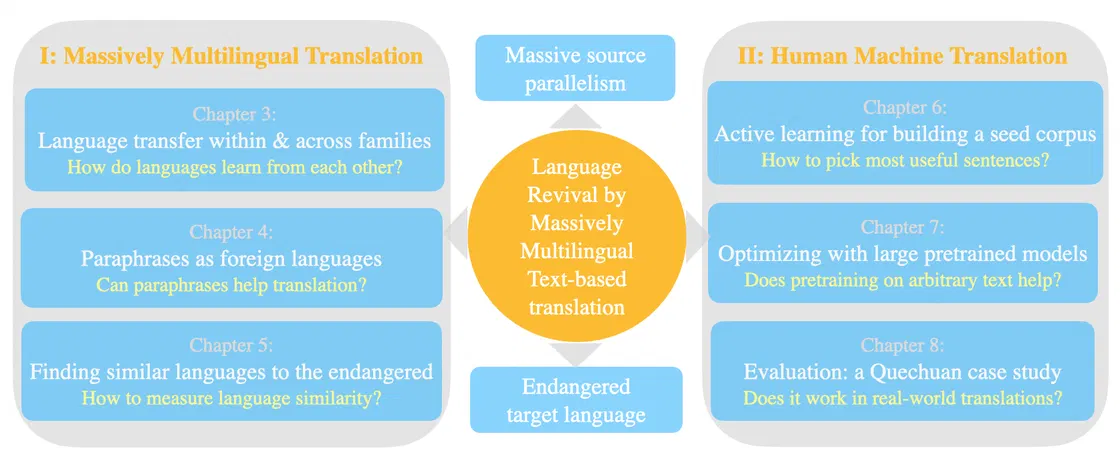 I: Massively Multilingual Translation
Chapter 3:
Language transfer within & across families
How do languages learn from each other?
Chapter 4:
Paraphrases as foreign languages
Can paraphrases help translation?
Chapter 5:
Finding similar languages to the endangered
How to measure language similarity?
Massive source
parallelism
Language
Revival by
Massively
Multilingual
Text-based
translation
Endangered
target language
II: Human Machine Translation
Chapter 6:
Active learning for building a seed corpus
How to pick most useful sentences?
Chapter 7:
Optimizing with large pretrained models
Does pretraining on arbitrary text help?
Chapter 8:
Evaluation: a Quechuan case study
Does it work in real-world translations?